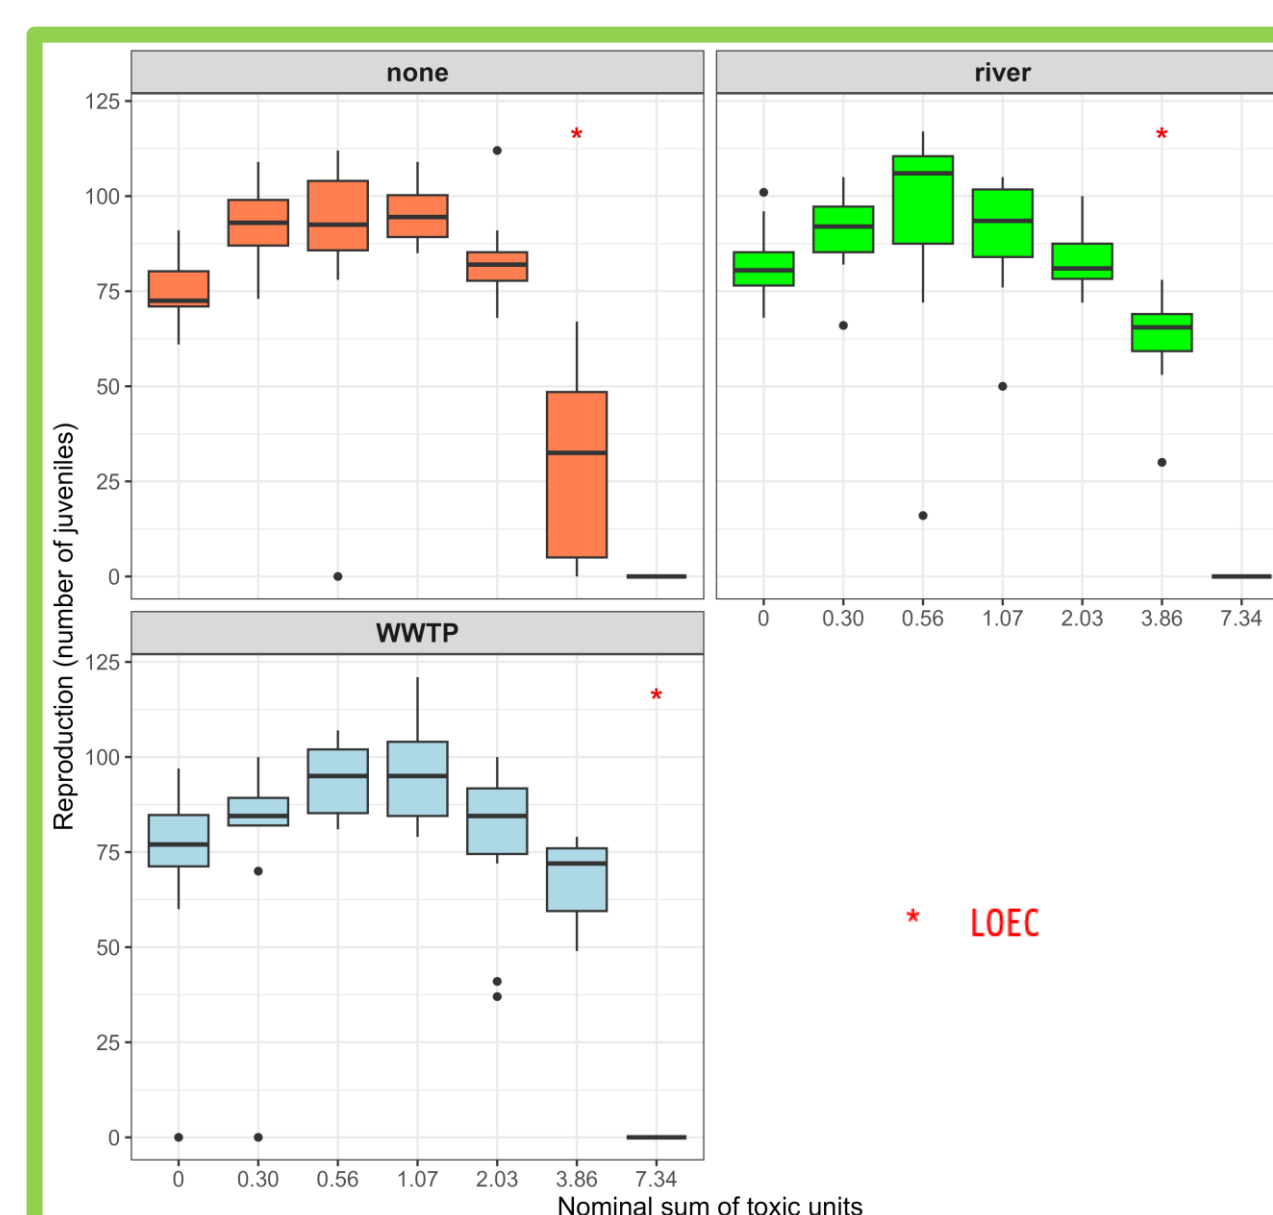 none
river
125
100
75
50
25
0
*
*
0 0.30 0.56 1.07 2.03 3.86 7.34
WWTP
125
100
75
50
25
0
*
0 0.30 0.56 1.07 2.03 3.86 7.34
Reproduction (number of juveniles)
Nominal sum of toxic units
* LOEC